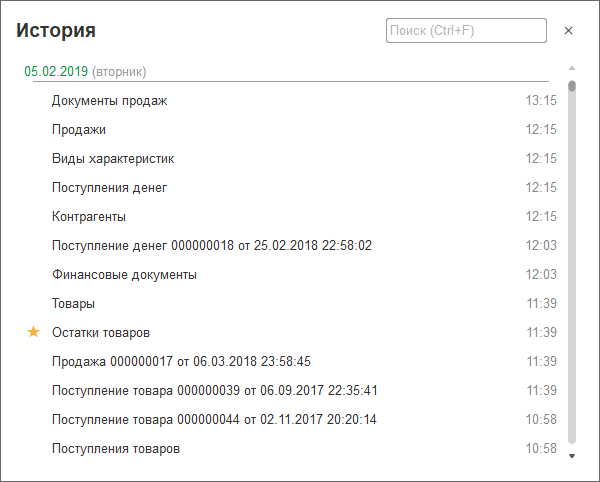 История
Поиск (Ctrl+F)
05.02.2019 (вторник)
Документы продаж 13:15
Продажи 12:15
Виды характеристик 12:15
Поступления денег 12:15
Контрагенты 12:15
Поступление денег 000000018 от 25.02.2018 22:58:02 12:03
Финансовые документы 12:03
Товары 11:39
Остатки товаров 11:39
Продажа 000000017 от 06.03.2018 23:58:45 11:39
Поступление товара 000000039 от 06.09.2017 22:35:41 11:39
Поступление товара 000000044 от 02.11.2017 20:20:14 10:58
Поступления товаров 10:58